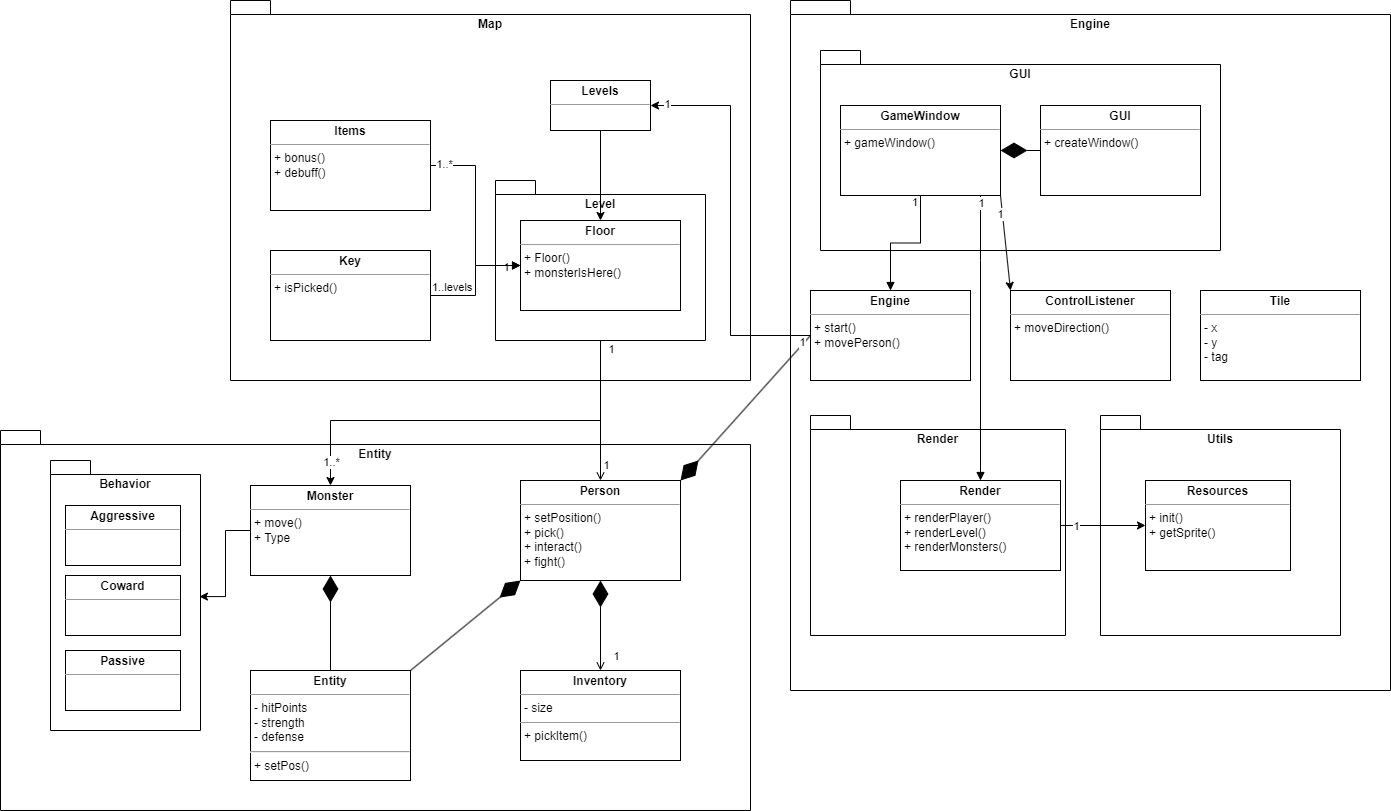 Map
Levels
1
Items
+ bonus()
+ debuff()
1..*
Level
Floor
+ Floor()
+ monsterIsHere()
1
Key
+ isPicked()
1..levels
1
Engine
GUI
GameWindow
+ gameWindow()
GUI
+ createWindow()
1
1
1
Engine
+ start()
+ movePerson()
1
ControlListener
+ moveDirection()
Tile
- x
- y
- tag
Render
Render
+ renderPlayer()
+ renderLevel()
+ renderMonsters()
1
Utils
Resources
+ init()
+ getSprite()
Entity
Behavior
Aggressive
Coward
Passive
1..*
Monster
+ move()
+ Type
1
Person
+ setPosition()
+ pick()
+ interact()
+ fight()
Entity
- hitPoints
- strength
- defense
+ setPos()
1
Inventory
- size
+ pickItem()